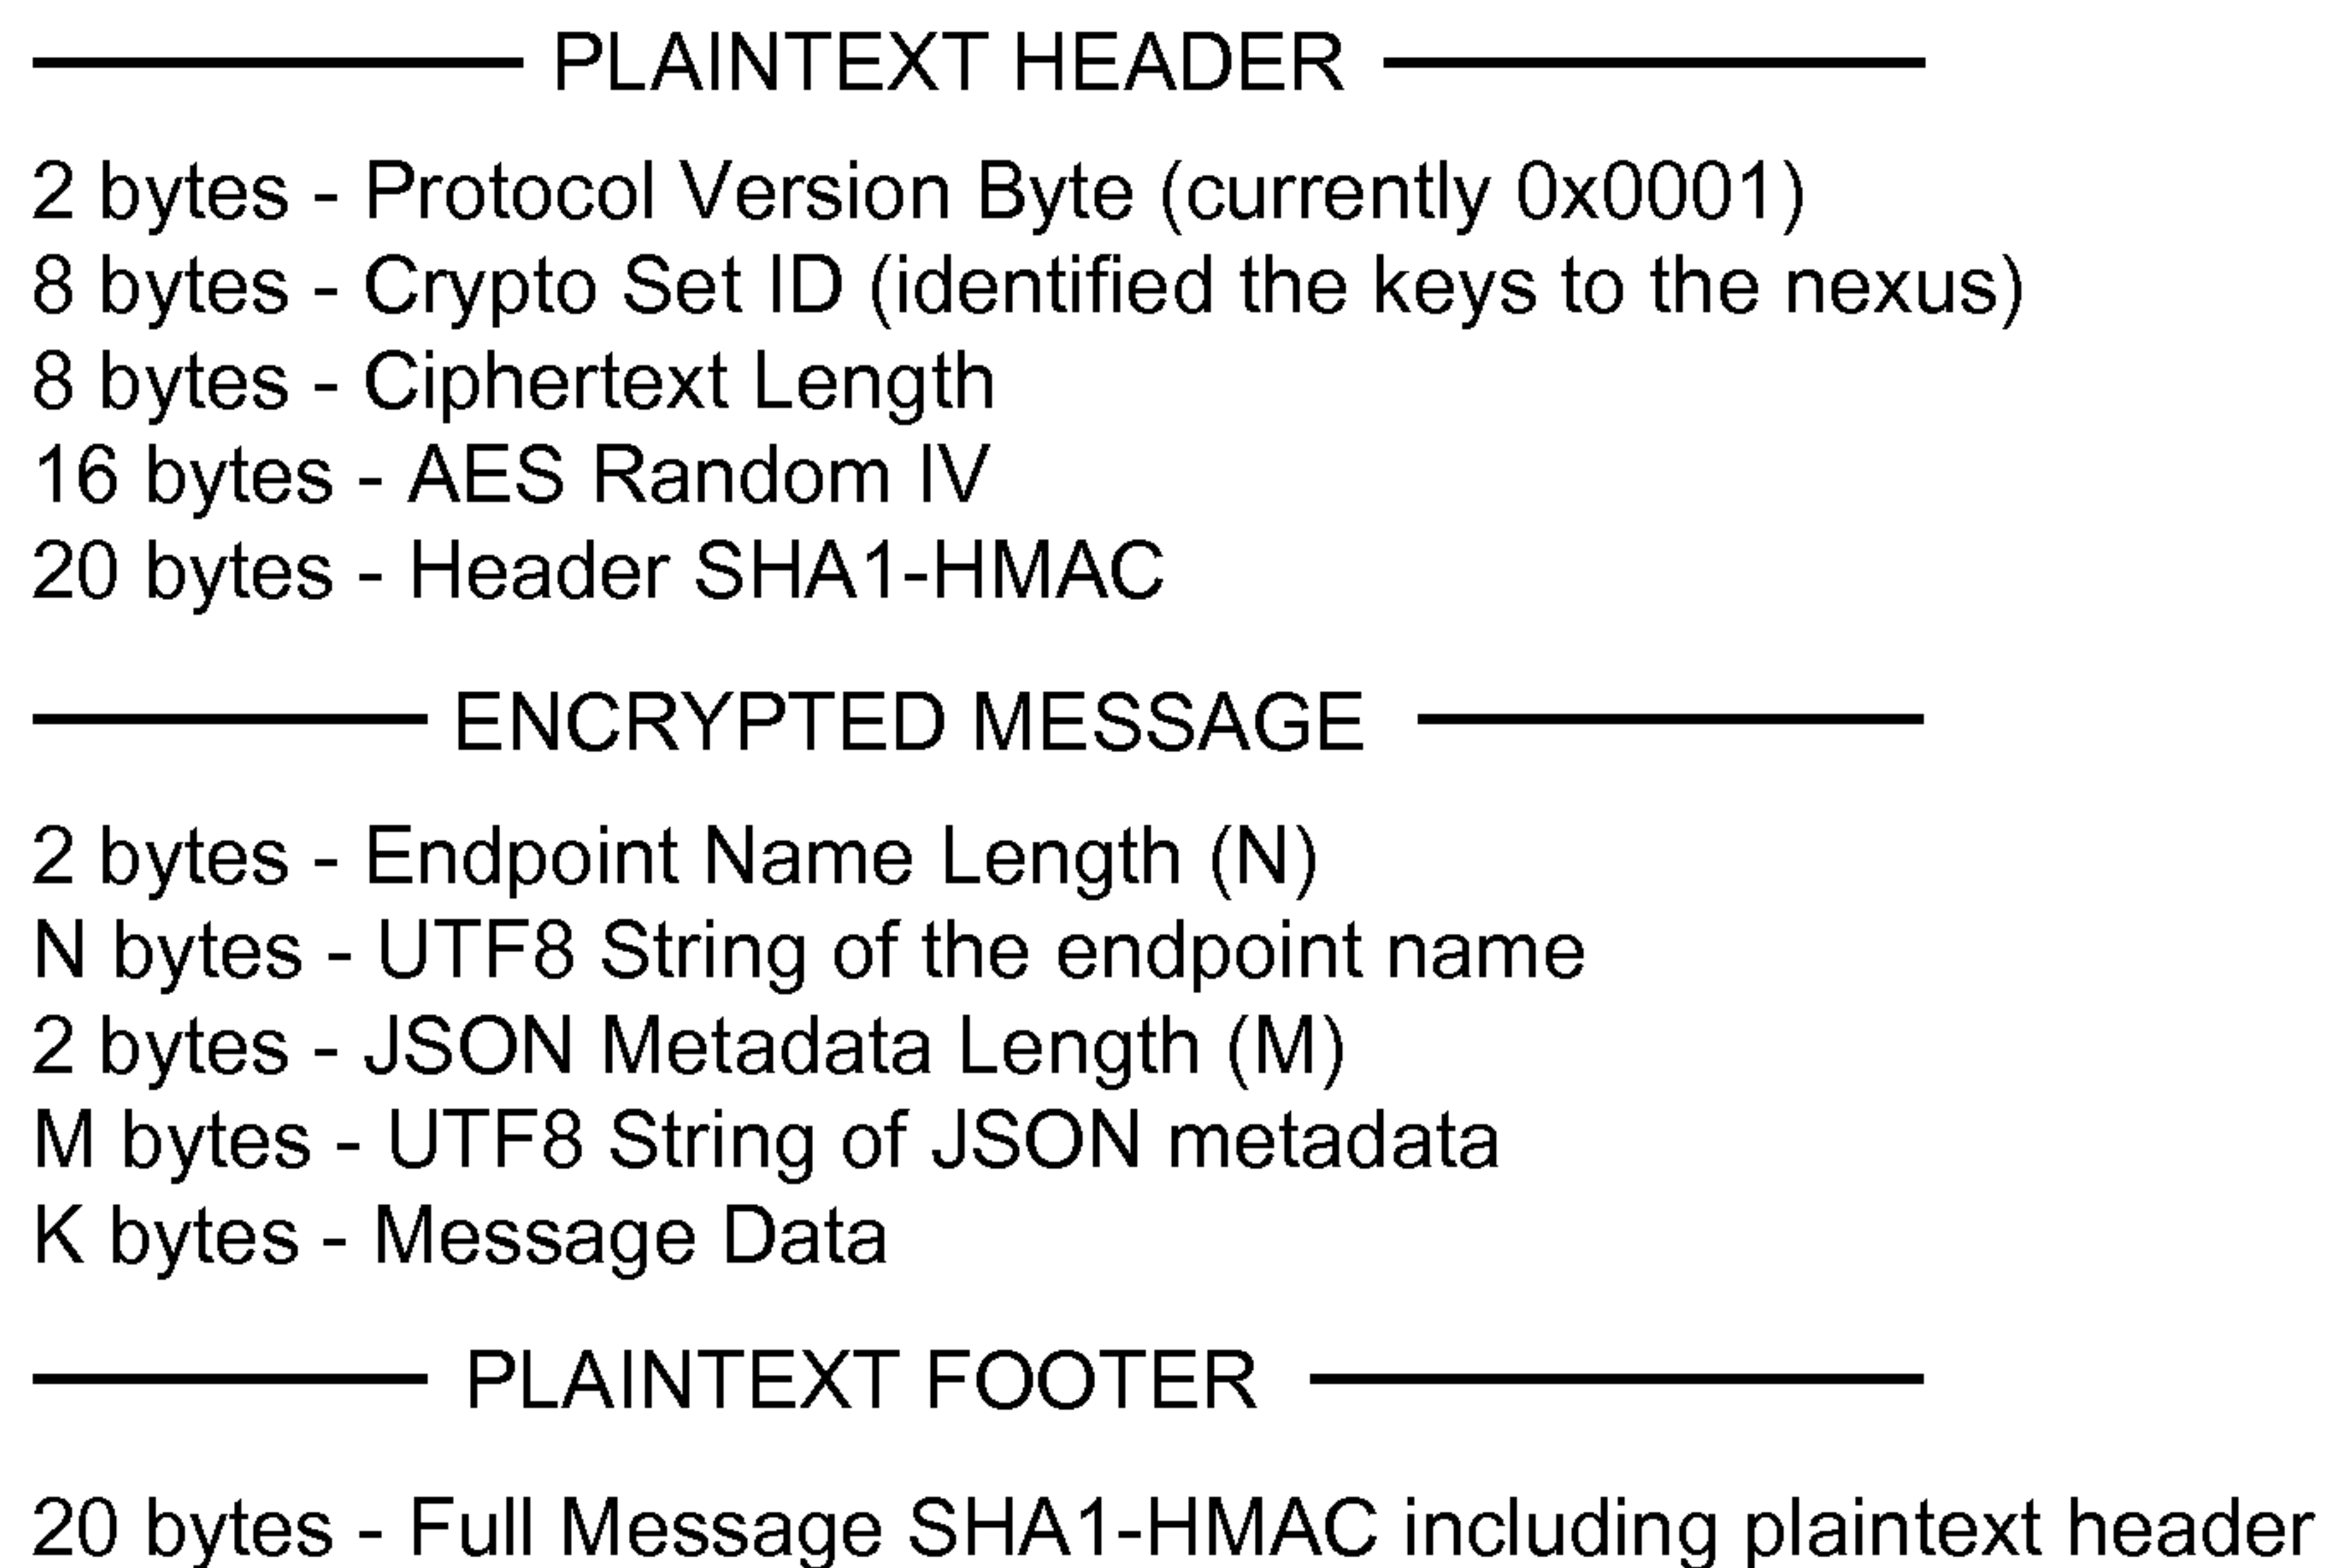 PLAINTEXT HEADER
2 bytes - Protocol Version Byte (currently 0x0001)
8 bytes - Crypto Set ID (identified the keys to the nexus)
8 bytes - Ciphertext Length
16 bytes - AES Random IV
20 bytes - Header SHA1-HMAC
ENCRYPTED MESSAGE
2 bytes - Endpoint Name Length (N)
N bytes - UTF8 String of the endpoint name
2 bytes - JSON Metadata Length (M)
M bytes - UTF8 String of JSON metadata
K bytes - Message Data
PLAINTEXT FOOTER
20 bytes - Full Message SHA1-HMAC including plaintext header